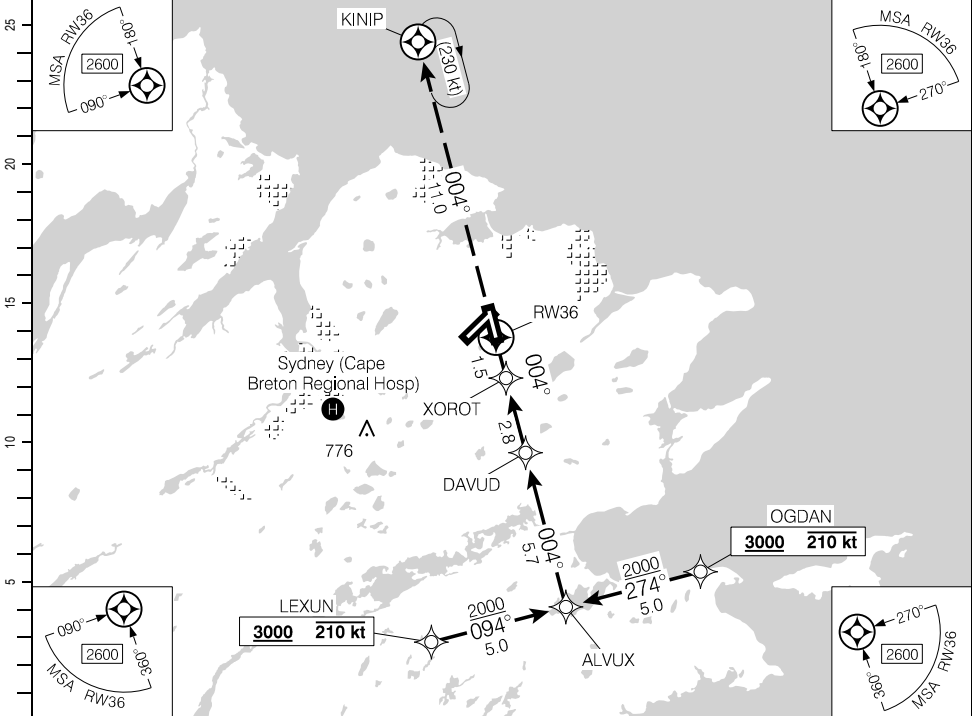 25
20
15
10
5
MSA RW36
180°
2600
090°
KINIP
(230 kt)
MSA RW36
180°
2600
270°
004°
11.0
RW36
1.5
004°
XOROT
Sydney (Cape
Breton Regional Hosp)
H
776
2.8
DAVUD
004°
5.7
OGDAN
3000 210 kt
2000
274°
5.0
LEXUN
3000 210 kt
2000
094°
5.0
ALVUX
090°
2600
360°
MSA RW36
270°
2600
360°
MSA RW36